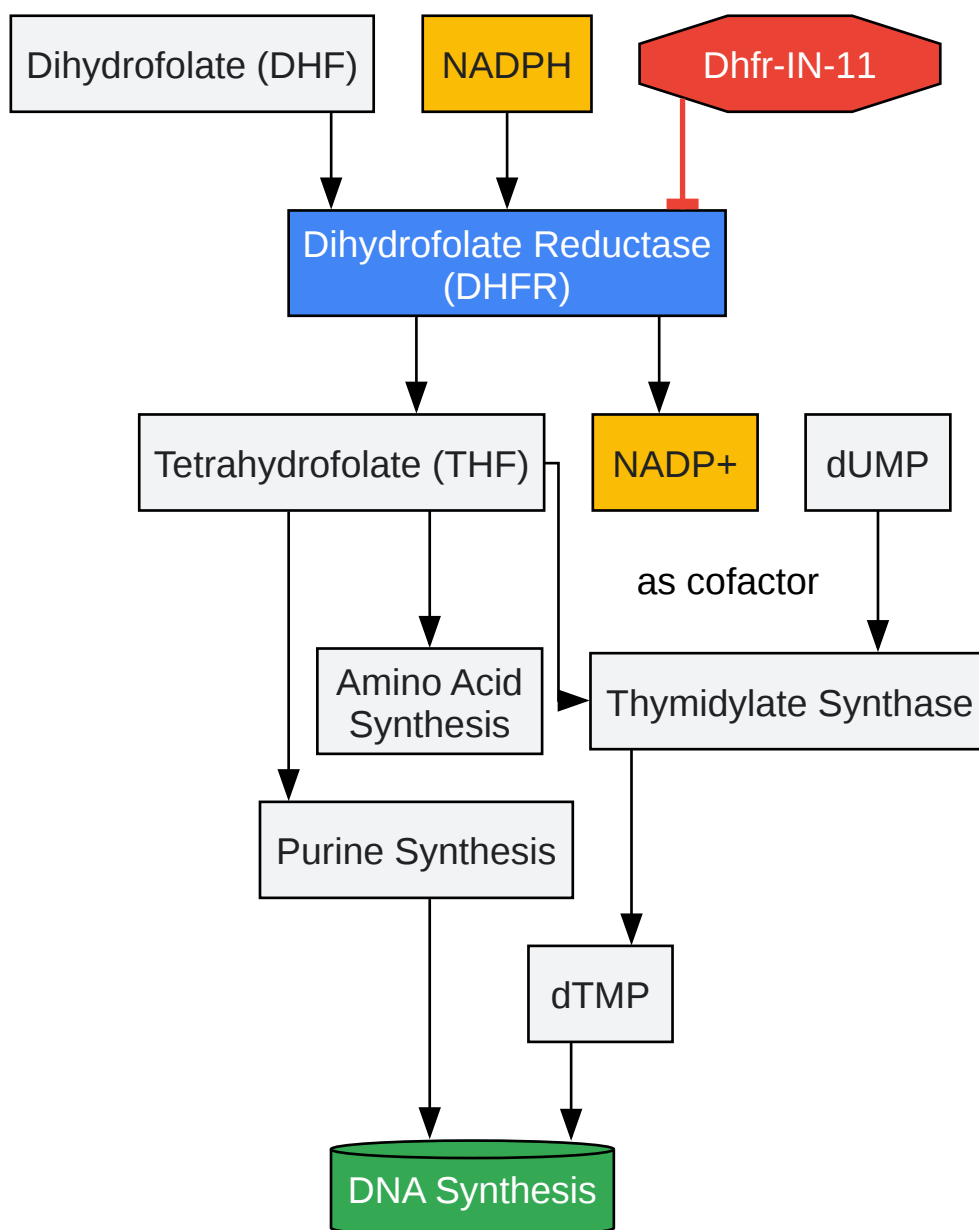 Dihydrofolate (DHF)
NADPH
Dhfr-IN-11
Dihydrofolate Reductase
(DHFR)
Tetrahydrofolate (THF)
NADP+
dUMP
as cofactor
Amino Acid
Synthesis
Thymidylate Synthase
Purine Synthesis
dTMP
DNA Synthesis